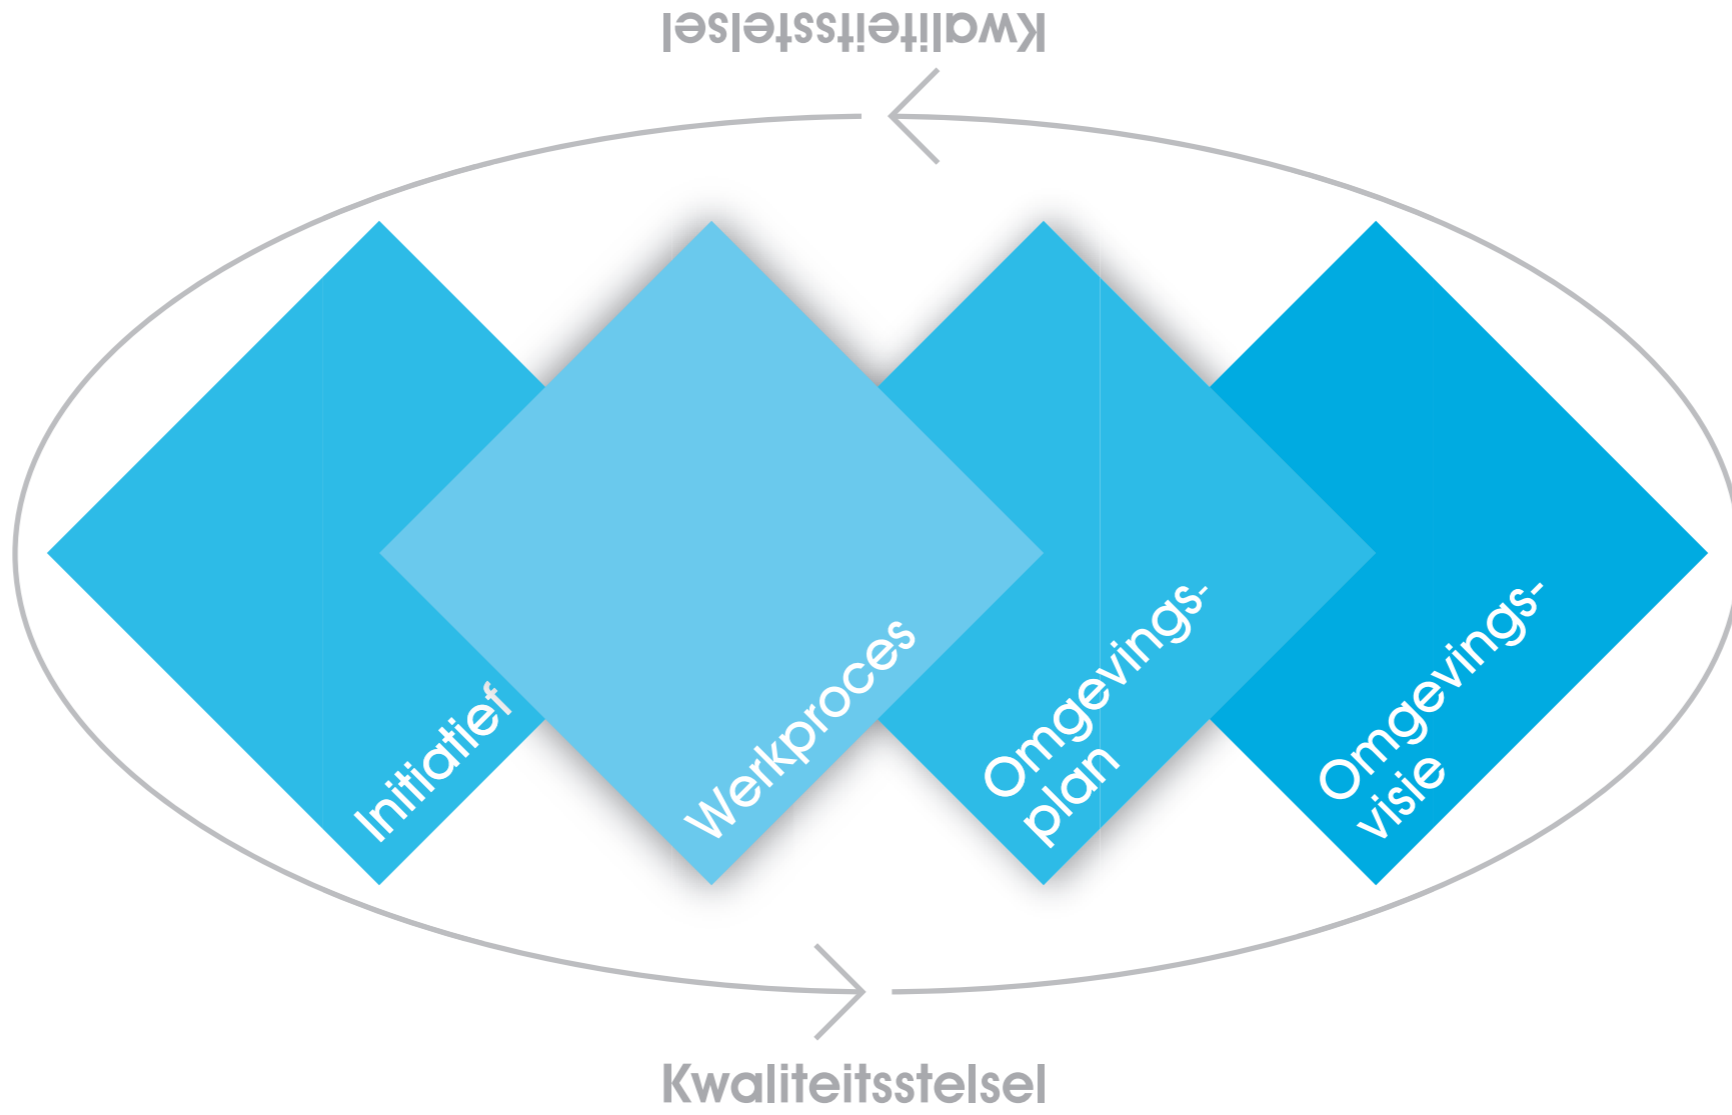 Kwaliteitsstelsel
Initiatief
Werkproces
Omgevings-
plan
Omgevings-
visie
Kwaliteitsstelsel